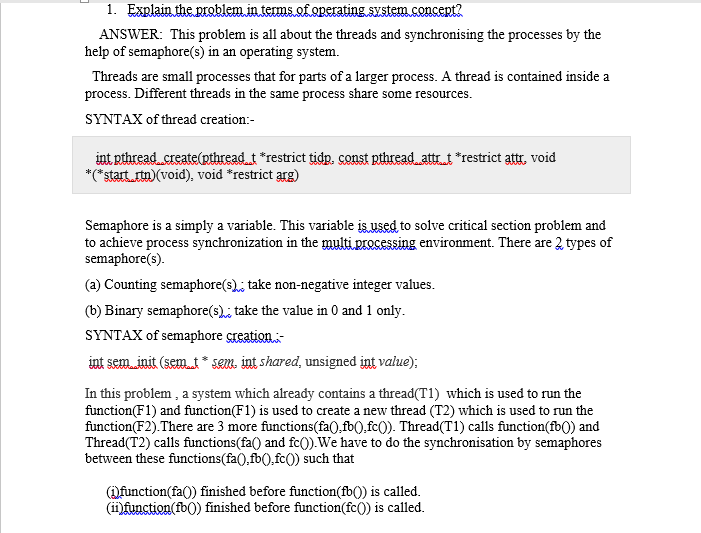 1. Explain the problem in terms of operating system concept?
ANSWER: This problem is all about the threads and synchronising the processes by the
help of semaphore(s) in an operating system.
Threads are small processes that for parts of a larger process. A thread is contained inside a
process. Different threads in the same process share some resources.
SYNTAX of thread creation:-
int pthread_create(pthread_t *restrict tidp, const pthread_attr_t *restrict attr, void
*(*start_rtn)(void), void *restrict arg)
Semaphore is a simply a variable. This variable is used to solve critical section problem and
to achieve process synchronization in the multi processing environment. There are 2 types of
semaphore(s).
(a) Counting semaphore(s) : take non-negative integer values.
(b) Binary semaphore(s) : take the value in 0 and 1 only.
SYNTAX of semaphore creation :-
int sem_init (sem_t * sem, int shared, unsigned int value);
In this problem , a system which already contains a thread(T1) which is used to run the
function(F1) and function(F1) is used to create a new thread (T2) which is used to run the
function(F2).There are 3 more functions(fa(),fb(),fc()). Thread(T1) calls function(fb()) and
Thread(T2) calls functions(fa() and fc()).We have to do the synchronisation by semaphores
between these functions(fa(),fb(),fc()) such that
(i)function(fa()) finished before function(fb()) is called.
(ii)function(fb()) finished before function(fc()) is called.